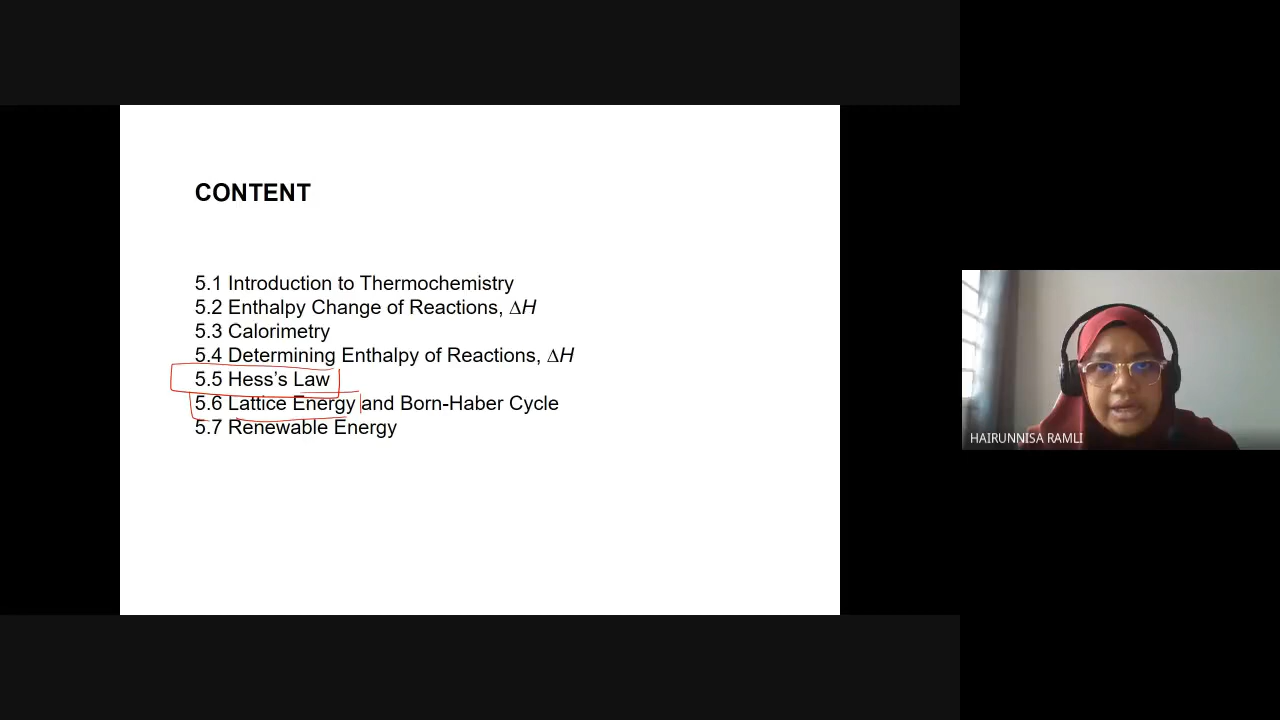 CONTENT
5.1 Introduction to Thermochemistry
5.2 Enthalpy Change of Reactions, ΔH
5.3 Calorimetry
5.4 Determining Enthalpy of Reactions, ΔH
5.5 Hess’s Law
5.6 Lattice Energy and Born-Haber Cycle
5.7 Renewable Energy
HAIRUNNISA RAMLI